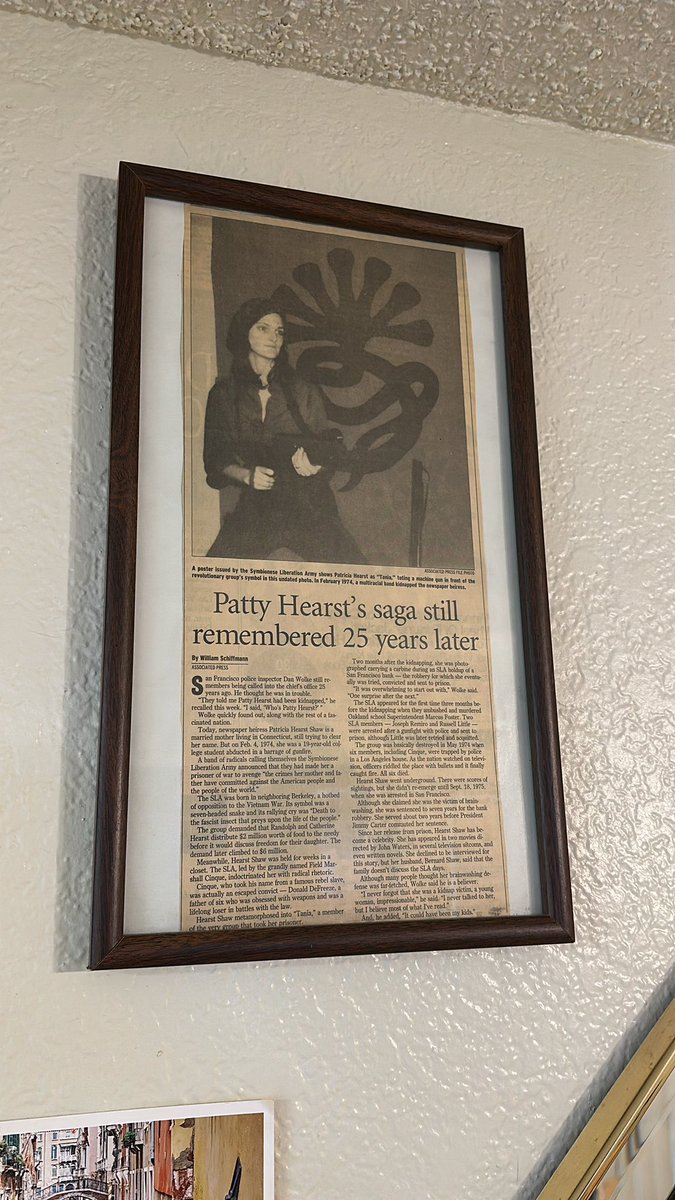 ASSOCIATED PRESS FILE PHOTO
A poster issued by the Symbionese Liberation Army shows Patricia Hearst as "Tania," toting a machine gun in front of the
revolutionary group's symbol in this undated photo. In February 1974, a multiracial band kidnapped the newspaper heiress.
Patty Hearst's saga still
remembered 25 years later
By William Schiffmann
ASSOCIATED PRESS
San Francisco police inspector Dan Wolke still re-
members being called into the chief's office 25
years ago. He thought he was in trouble.
"They told me Patty Hearst had been kidnapped," he
recalled this week. "I said, 'Who's Patty Hearst?' "
Wolke quickly found out, along with the rest of a fas-
cinated nation.
Today, newspaper heiress Patricia Hearst Shaw is a
married mother living in Connecticut, still trying to clear
her name. But on Feb. 4, 1974, she was a 19-year-old col-
lege student abducted in a barrage of gunfire.
A band of radicals calling themselves the Symbionese
Liberation Army announced that they had made her a
prisoner of war to avenge "the crimes her mother and fa-
ther have committed against the American people and
the people of the world."
The SLA was born in neighboring Berkeley, a hotbed
of opposition to the Vietnam War. Its symbol was a
seven-headed snake and its rallying cry was "Death to
the fascist insect that preys upon the life of the people."
The group demanded that Randolph and Catherine
Hearst distribute $2 million worth of food to the needy
before it would discuss freedom for their daughter. The
demand later climbed to $6 million.
Meanwhile, Hearst Shaw was held for weeks in a
closet. The SLA, led by the grandly named Field Mar-
shall Cinque, indoctrinated her with radical rhetoric.
Cinque, who took his name from a famous rebel slave,
was actually an escaped convict — Donald DeFreeze, a
father of six who was obsessed with weapons and was a
lifelong loser in battles with the law.
Hearst Shaw metamorphosed into "Tania," a member
of the very group that took her prisoner.
Two months after the kidnapping, she was photo-
graphed carrying a carbine during an SLA holdup of a
San Francisco bank — the robbery for which she eventu-
ally was tried, convicted and sent to prison.
"It was overwhelming to start out with," Wolke said.
"One surprise after the next."
The SLA appeared for the first time three months be-
fore the kidnapping when they ambushed and murdered
Oakland school Superintendent Marcus Foster. Two
SLA members — Joseph Remiro and Russell Little —
were arrested after a gunfight with police and sent to
prison, although Little was later retried and acquitted.
The group was basically destroyed in May 1974 when
six members, including Cinque, were trapped by police
in a Los Angeles house. As the nation watched on televi-
sion, officers riddled the place with bullets and it finally
caught fire. All six died.
Hearst Shaw went underground. There were scores of
sightings, but she didn't re-emerge until Sept. 18, 1975,
when she was arrested in San Francisco.
Although she claimed she was the victim of brain-
washing, she was sentenced to seven years for the bank
robbery. She served about two years before President
Jimmy Carter commuted her sentence.
Since her release from prison, Hearst Shaw has be-
come a celebrity. She has appeared in two movies di-
rected by John Waters, in several television sitcoms, and
even written novels. She declined to be interviewed for
this story, but her husband, Bernard Shaw, said that the
family doesn't discuss the SLA days.
Although many people thought her brainwashing de-
fense was far-fetched, Wolke said he is a believer.
"I never forgot that she was a kidnap victim, a young
woman, impressionable," he said. "I never talked to her,
but I believe most of what I've read."
And, he added, "It could have been my kids."